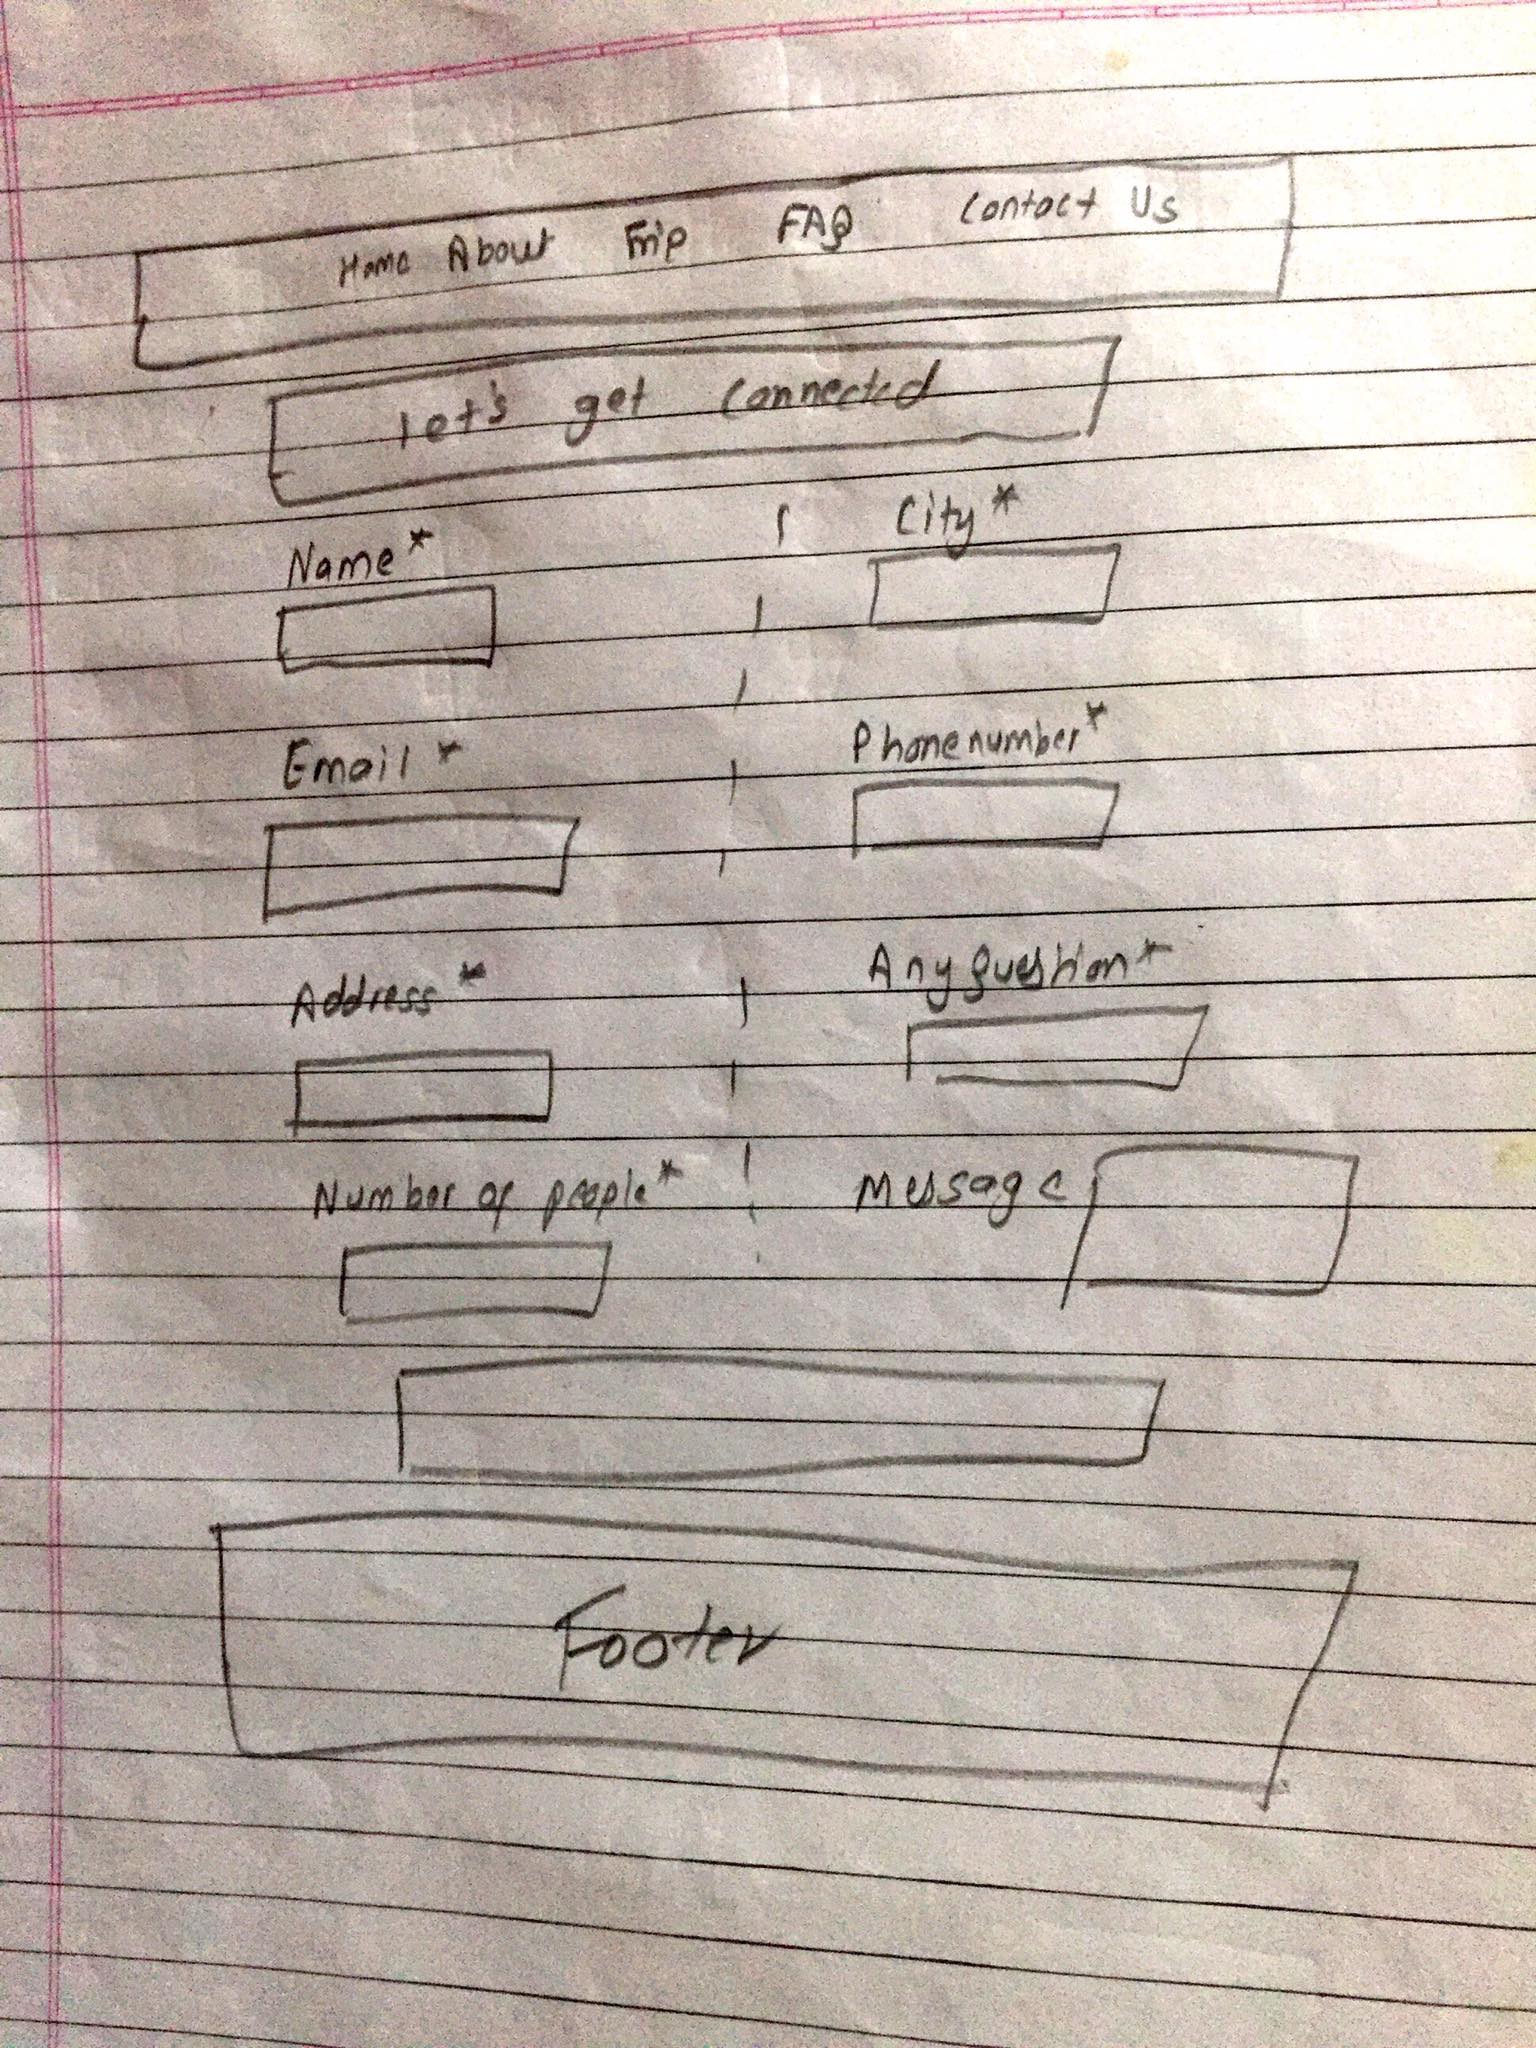 Home About Trip FAQ Contact Us
let's get connected
Name* City*
Email* Phonenumber*
Address* Any question*
Number of people* Message
Footer